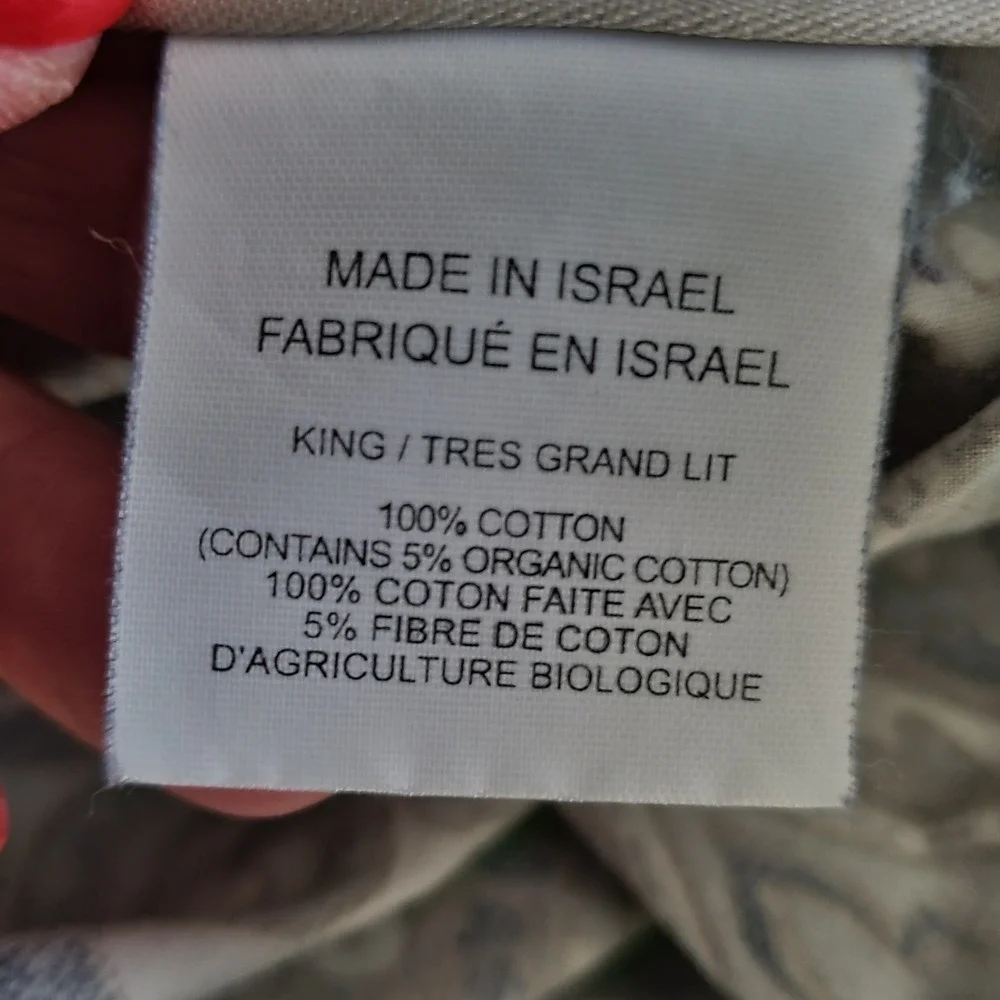 MADE IN ISRAEL
FABRIQUÉ EN ISRAEL
KING / TRES GRAND LIT
100% COTTON
(CONTAINS 5% ORGANIC COTTON)
100% COTON FAITE AVEC
5% FIBRE DE COTON
D'AGRICULTURE BIOLOGIQUE